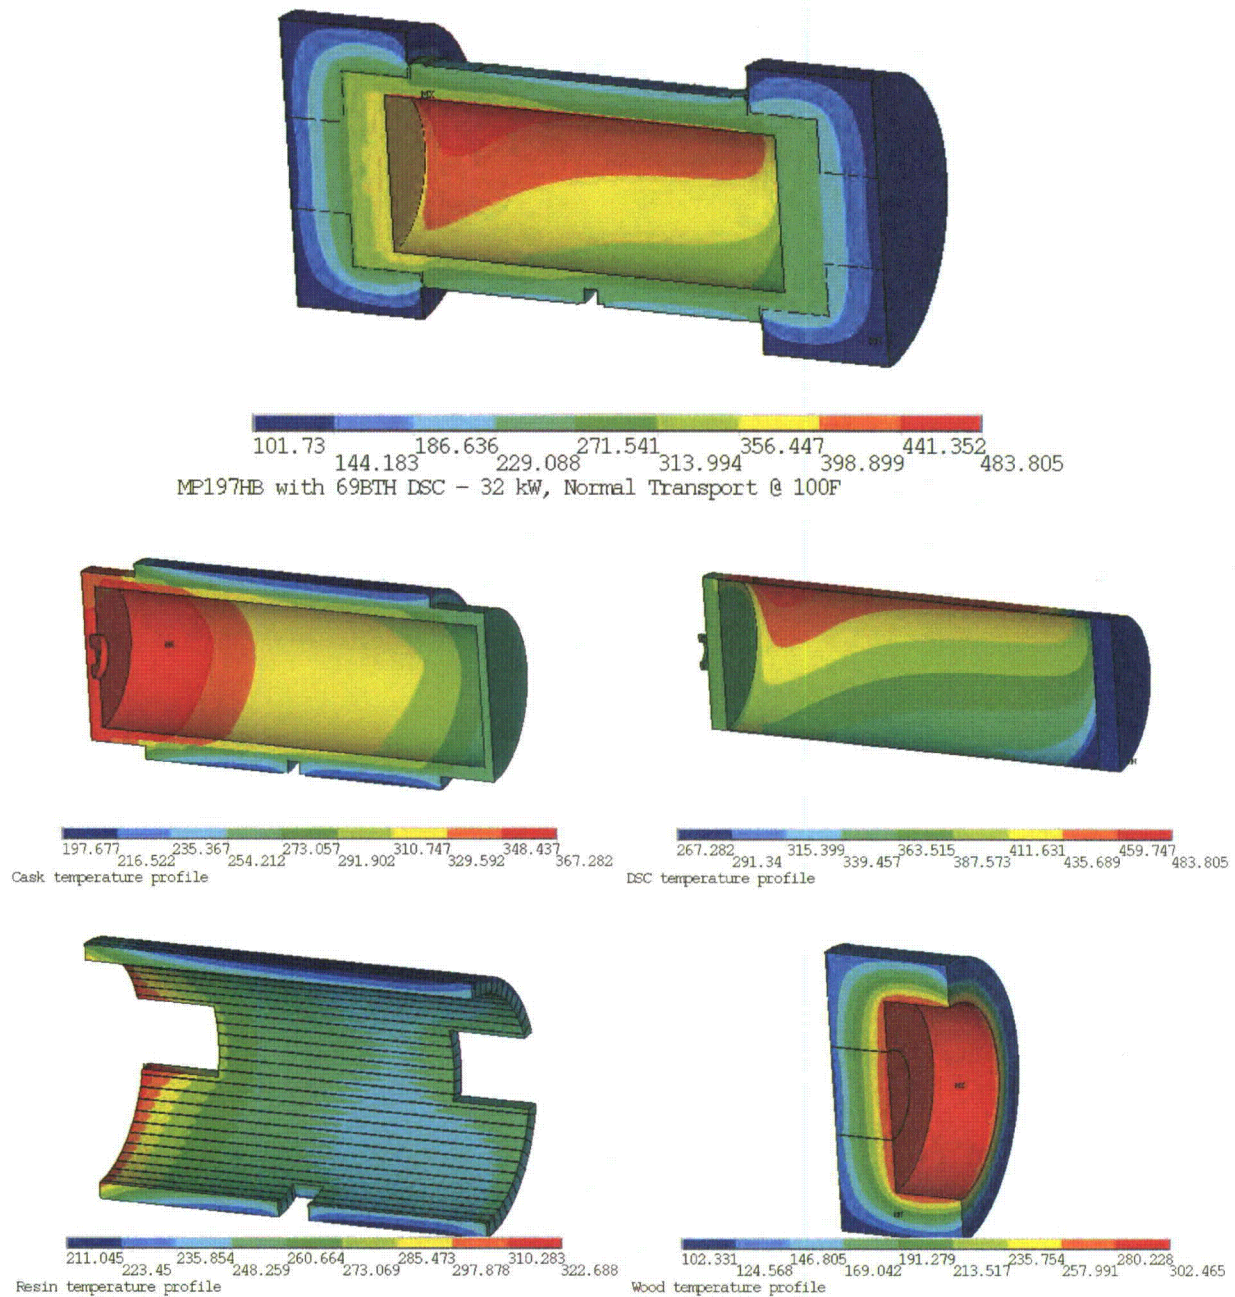 MX
101.73 186.636 271.541 356.447 441.352
144.183 229.088 313.994 398.899 483.805
MP197HB with 69BTH DSC - 32 kW, Normal Transport @ 100F
197.677 235.367 273.057 310.747 348.437
216.522 254.212 291.902 329.592 367.282
Cask temperature profile
267.282 315.399 363.515 411.631 459.747
291.34 339.457 387.573 435.689 483.805
DSC temperature profile
211.045 235.854 260.664 285.473 310.283
223.45 248.259 273.069 297.878 322.688
Resin temperature profile
102.331 146.805 191.279 235.754 280.228
124.568 169.042 213.517 257.991 302.465
Wood temperature profile